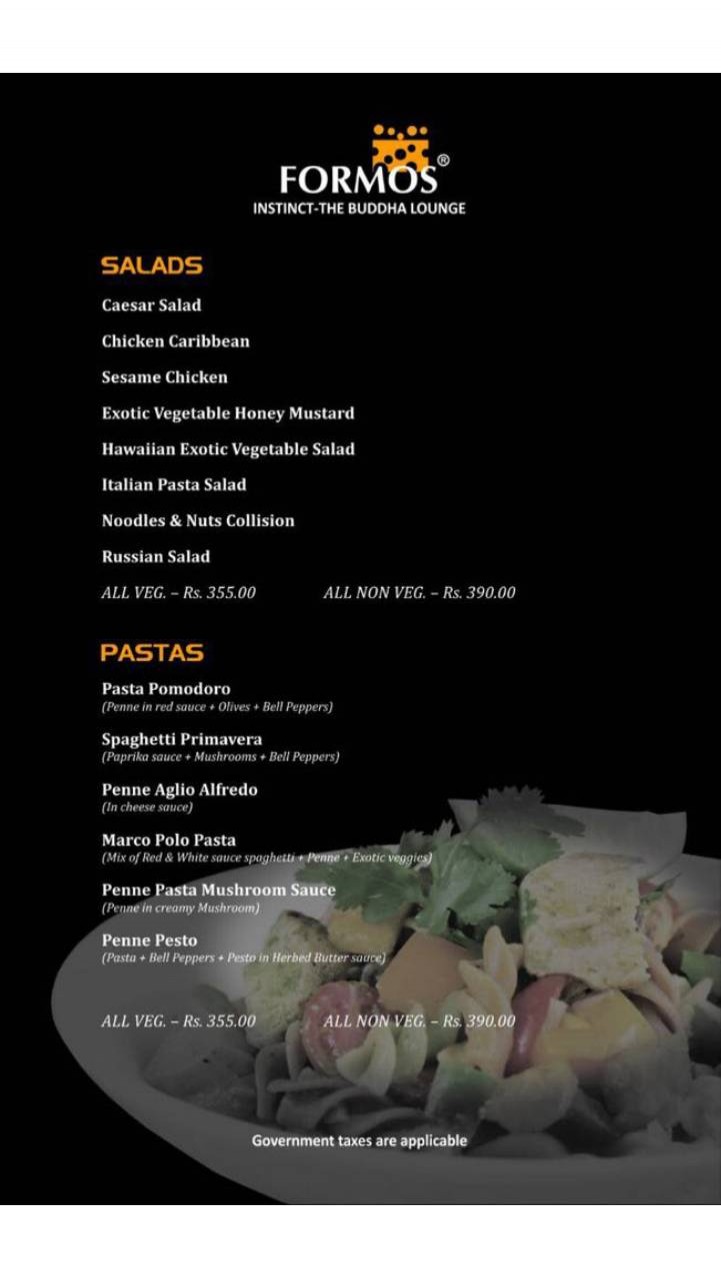 FORMOS®
INSTINCT-THE BUDDHA LOUNGE
SALADS
Caesar Salad
Chicken Caribbean
Sesame Chicken
Exotic Vegetable Honey Mustard
Hawaiian Exotic Vegetable Salad
Italian Pasta Salad
Noodles & Nuts Collision
Russian Salad
ALL VEG. – Rs. 355.00 ALL NON VEG. – Rs. 390.00
PASTAS
Pasta Pomodoro
(Penne in red sauce + Olives + Bell Peppers)
Spaghetti Primavera
(Paprika sauce + Mushrooms + Bell Peppers)
Penne Aglio Alfredo
(In cheese sauce)
Marco Polo Pasta
(Mix of Red & White sauce spaghetti + Penne + Exotic veggies)
Penne Pasta Mushroom Sauce
(Penne in creamy Mushroom)
Penne Pesto
(Pasta + Bell Peppers + Pesto in Herbed Butter sauce)
ALL VEG. – Rs. 355.00 ALL NON VEG. – Rs. 390.00
Government taxes are applicable